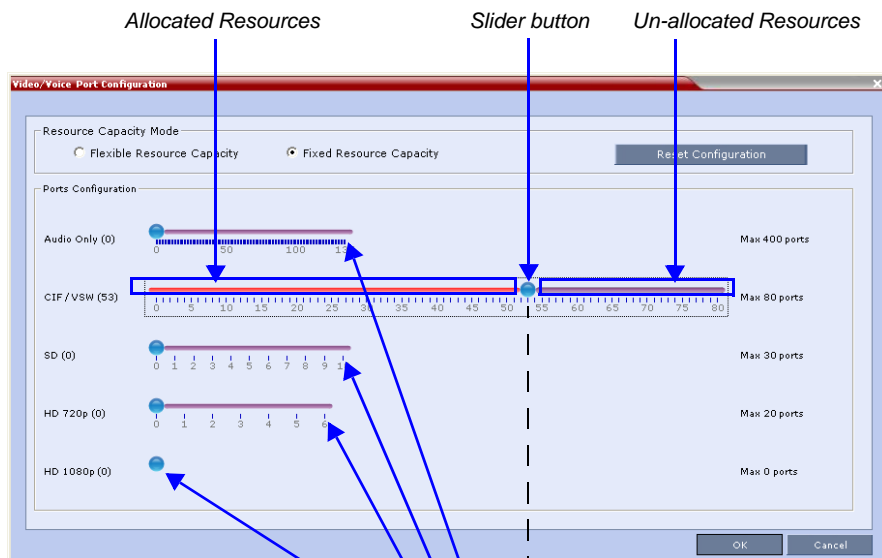 Allocated Resources Slider button Un-allocated Resources
Video/Voice Port Configuration
Resource Capacity Mode
Flexible Resource Capacity Fixed Resource Capacity Reset Configuration
Ports Configuration
Audio Only (0) Max 400 ports
0 50 100
CIF / VSW (53) Max 80 ports
0 5 10 15 20 25 30 35 40 45 50 55 60 65 70 75 80
SD (0) Max 30 ports
0 1 2 3 4 5 6 7 8 9
HD 720p (0) Max 20 ports
0 1 2 3 4 5 6
HD 1080p (0) Max 0 ports
OK Cancel